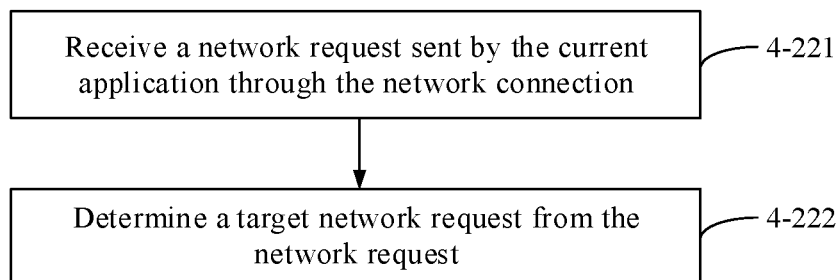 Receive a network request sent by the current
application through the network connection
4-221
Determine a target network request from the
network request
4-222